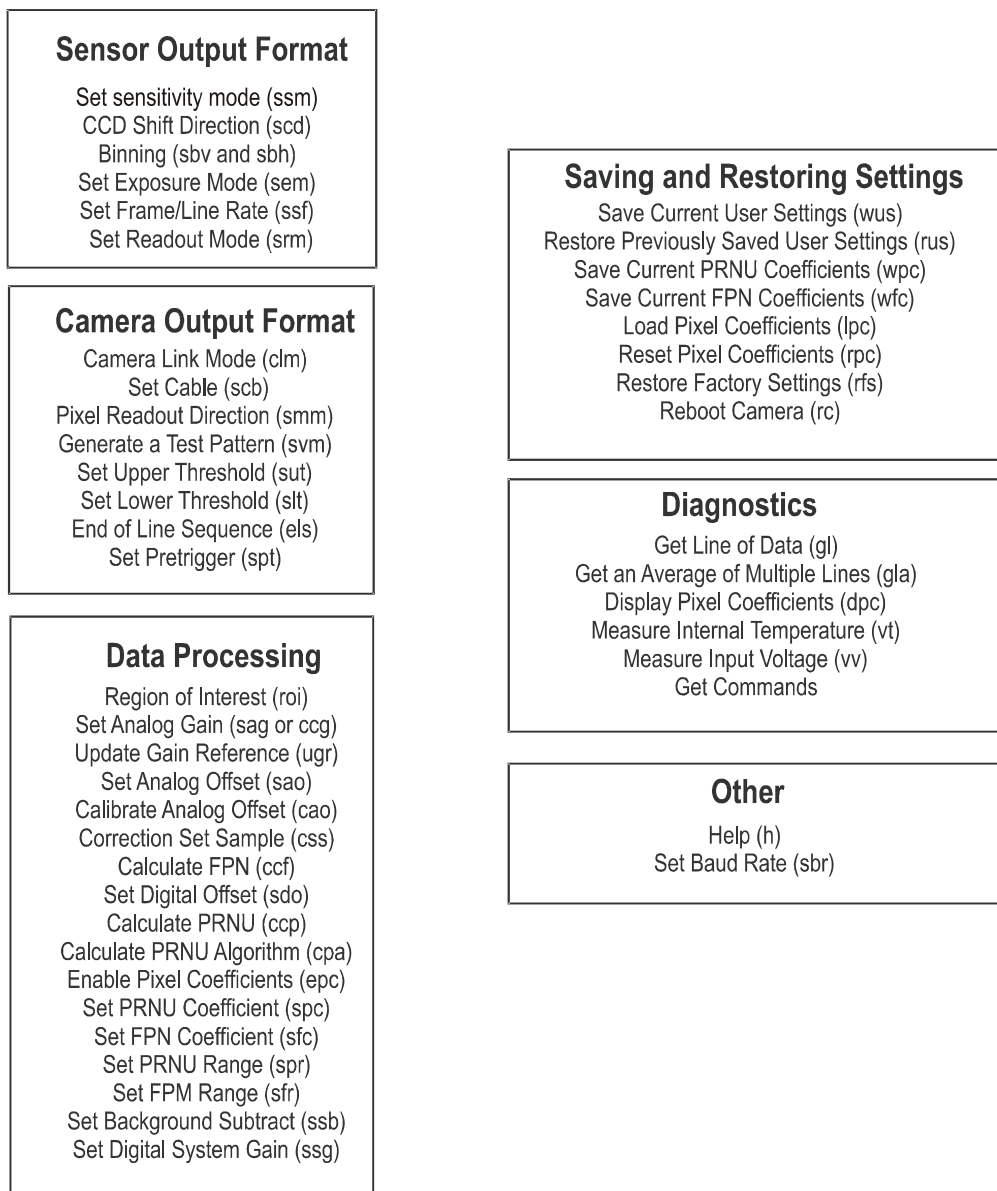 Sensor Output Format
Set sensitivity mode (ssm)
CCD Shift Direction (scd)
Binning (sbv and sbh)
Set Exposure Mode (sem)
Set Frame/Line Rate (ssf)
Set Readout Mode (srm)
Camera Output Format
Camera Link Mode (clm)
Set Cable (scb)
Pixel Readout Direction (smm)
Generate a Test Pattern (svm)
Set Upper Threshold (sut)
Set Lower Threshold (slt)
End of Line Sequence (els)
Set Pretrigger (spt)
Data Processing
Region of Interest (roi)
Set Analog Gain (sag or ccg)
Update Gain Reference (ugr)
Set Analog Offset (sao)
Calibrate Analog Offset (cao)
Correction Set Sample (css)
Calculate FPN (ccf)
Set Digital Offset (sdo)
Calculate PRNU (ccp)
Calculate PRNU Algorithm (cpa)
Enable Pixel Coefficients (epc)
Set PRNU Coefficient (spc)
Set FPN Coefficient (sfc)
Set PRNU Range (spr)
Set FPM Range (sfr)
Set Background Subtract (ssb)
Set Digital System Gain (ssg)
Saving and Restoring Settings
Save Current User Settings (wus)
Restore Previously Saved User Settings (rus)
Save Current PRNU Coefficients (wpc)
Save Current FPN Coefficients (wfc)
Load Pixel Coefficients (lpc)
Reset Pixel Coefficients (rpc)
Restore Factory Settings (rfs)
Reboot Camera (rc)
Diagnostics
Get Line of Data (gl)
Get an Average of Multiple Lines (gla)
Display Pixel Coefficients (dpc)
Measure Internal Temperature (vt)
Measure Input Voltage (vv)
Get Commands
Other
Help (h)
Set Baud Rate (sbr)